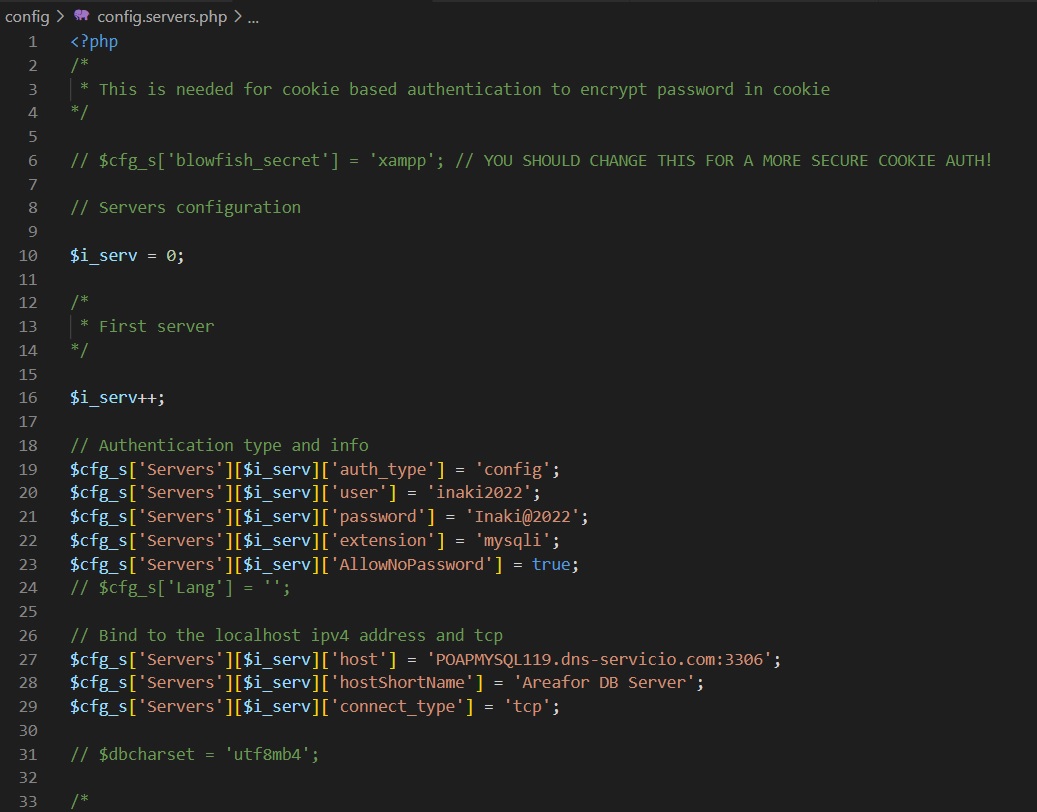 config > config.servers.php > ...
1 <?php
2 /*
3 * This is needed for cookie based authentication to encrypt password in cookie
4 */
5
6 // $cfg_s['blowfish_secret'] = 'xampp'; // YOU SHOULD CHANGE THIS FOR A MORE SECURE COOKIE AUTH!
7
8 // Servers configuration
9
10 $i_serv = 0;
11
12 /*
13 * First server
14 */
15
16 $i_serv++;
17
18 // Authentication type and info
19 $cfg_s['Servers'][$i_serv]['auth_type'] = 'config';
20 $cfg_s['Servers'][$i_serv]['user'] = 'inaki2022';
21 $cfg_s['Servers'][$i_serv]['password'] = 'Inaki@2022';
22 $cfg_s['Servers'][$i_serv]['extension'] = 'mysqli';
23 $cfg_s['Servers'][$i_serv]['AllowNoPassword'] = true;
24 // $cfg_s['Lang'] = '';
25
26 // Bind to the localhost ipv4 address and tcp
27 $cfg_s['Servers'][$i_serv]['host'] = 'POAPMYSQL119.dns-servicio.com:3306';
28 $cfg_s['Servers'][$i_serv]['hostShortName'] = 'Areafor DB Server';
29 $cfg_s['Servers'][$i_serv]['connect_type'] = 'tcp';
30
31 // $dbcharset = 'utf8mb4';
32
33 /*